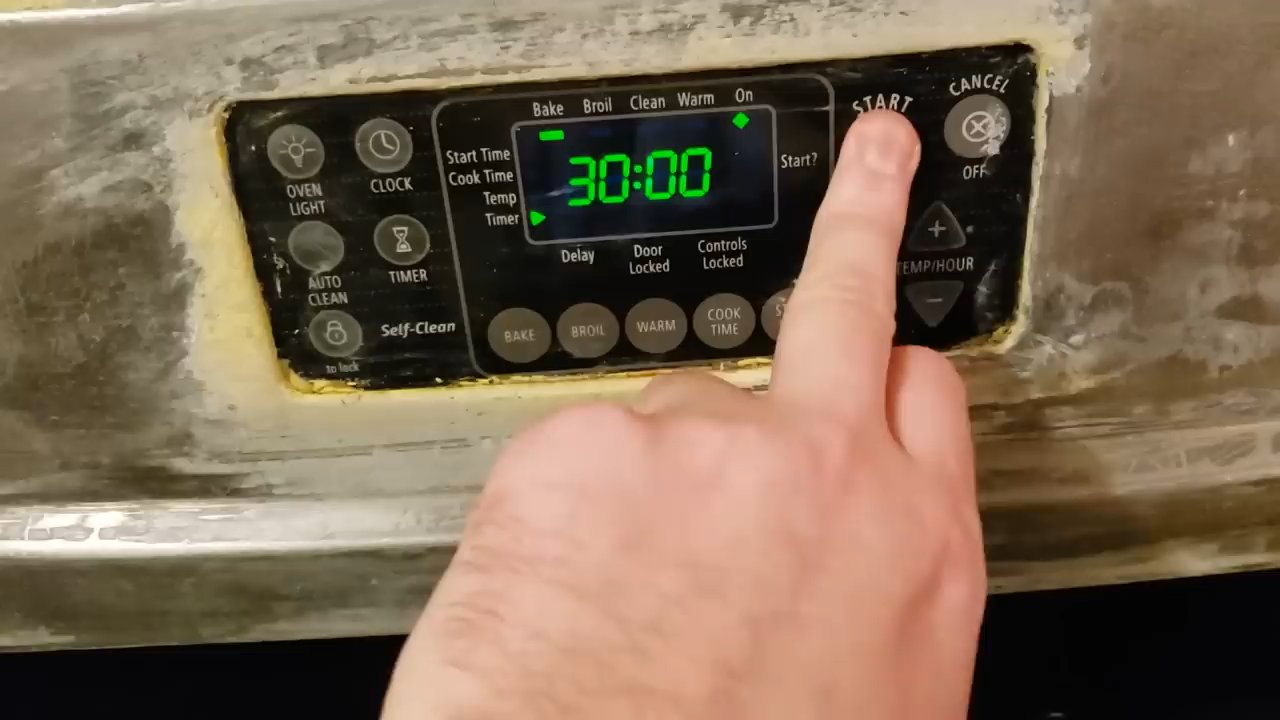 Bake Broil Clean Warm On
START
CANCEL
Start Time
Cook Time
Temp
Timer
30:00
Start?
OFF
OVEN
LIGHT
CLOCK
AUTO
CLEAN
TIMER
Delay
Door
Locked
Controls
Locked
+
TEMP/HOUR
-
Self-Clean
to lock
BAKE
BROIL
WARM
COOK
TIME